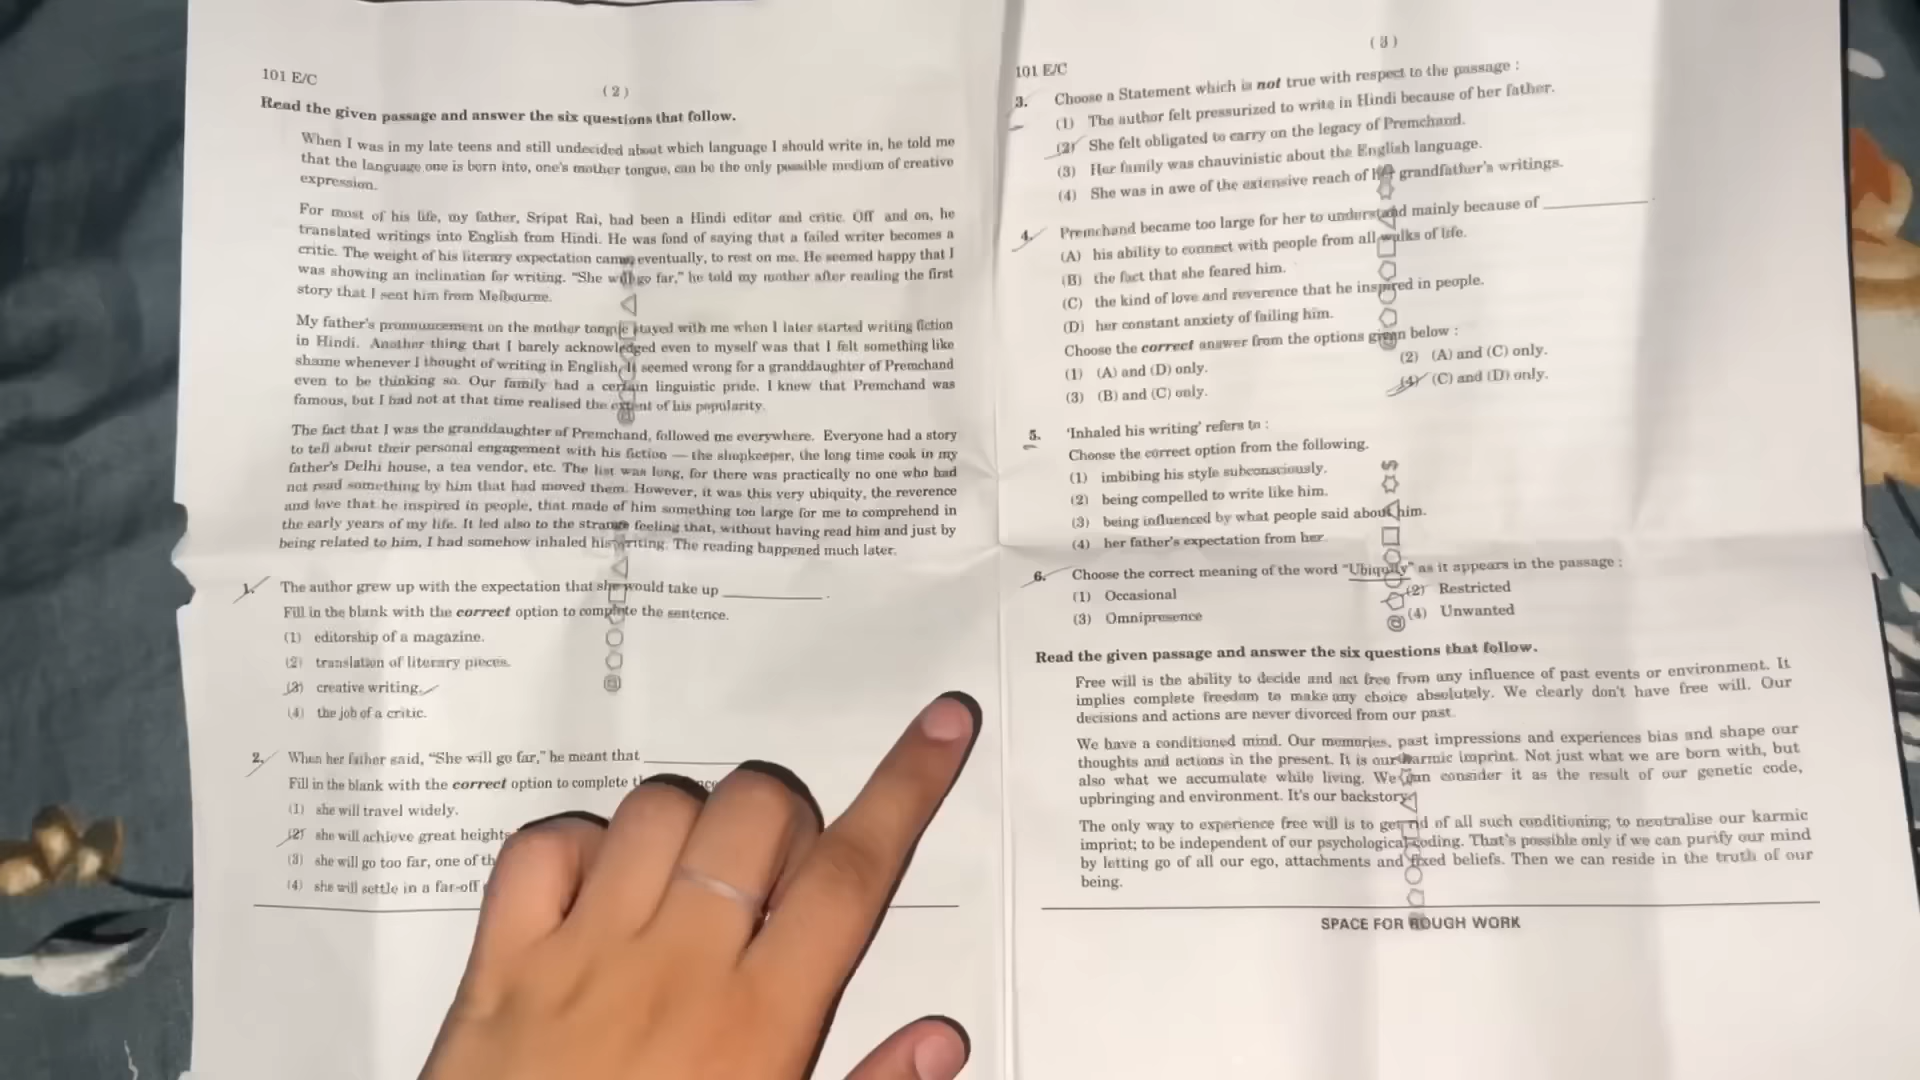 101 E/C
( 2 )
Read the given passage and answer the six questions that follow.
When I was in my late teens and still undecided about which language I should write in, he told me
that the language one is born into, one's mother tongue, can be the only possible medium of creative
expression.
For most of his life, my father, Sripat Rai, had been a Hindi editor and critic. Off and on, he
translated writings into English from Hindi. He was fond of saying that a failed writer becomes a
critic. The weight of his literary expectation came, eventually, to rest on me. He seemed happy that I
was showing an inclination for writing. "She will go far," he told my mother after reading the first
story that I sent him from Melbourne.
My father's pronouncement on the mother tongue stayed with me when I later started writing fiction
in Hindi. Another thing that I barely acknowledged even to myself was that I felt something like
shame whenever I thought of writing in English. It seemed wrong for a granddaughter of Premchand
even to be thinking so. Our family had a certain linguistic pride. I knew that Premchand was
famous, but I had not at that time realised the extent of his popularity.
The fact that I was the granddaughter of Premchand, followed me everywhere. Everyone had a story
to tell about their personal engagement with his fiction — the shopkeeper, the long time cook in my
father's Delhi house, a tea vendor, etc. The list was long, for there was practically no one who had
not read something by him that had moved them. However, it was this very ubiquity, the reverence
and love that he inspired in people, that made of him something too large for me to comprehend in
the early years of my life. It led also to the strange feeling that, without having read him and just by
being related to him, I had somehow inhaled his writing. The reading happened much later.
1. The author grew up with the expectation that she would take up ____________ .
Fill in the blank with the correct option to complete the sentence.
(1) editorship of a magazine.
(2) translation of literary pieces.
(3) creative writing.
(4) the job of a critic.
2. When her father said, "She will go far," he meant that ____________
Fill in the blank with the correct option to complete
(1) she will travel widely.
(2) she will achieve great heights
(3) she will go too far, one of
(4) she will settle in a far-off
( 3 )
101 E/C
3. Choose a Statement which is not true with respect to the passage :
(1) The author felt pressurized to write in Hindi because of her father.
(2) She felt obligated to carry on the legacy of Premchand.
(3) Her family was chauvinistic about the English language.
(4) She was in awe of the extensive reach of her grandfather's writings.
4. Premchand became too large for her to understand mainly because of ____________ .
(A) his ability to connect with people from all walks of life.
(B) the fact that she feared him.
(C) the kind of love and reverence that he inspired in people.
(D) her constant anxiety of failing him.
Choose the correct answer from the options given below :
(1) (A) and (D) only. (2) (A) and (C) only.
(3) (B) and (C) only. (4) (C) and (D) only.
5. 'Inhaled his writing' refers to :
Choose the correct option from the following.
(1) imbibing his style subconsciously.
(2) being compelled to write like him.
(3) being influenced by what people said about him.
(4) her father's expectation from her.
6. Choose the correct meaning of the word "Ubiquity" as it appears in the passage :
(1) Occasional (2) Restricted
(3) Omnipresence (4) Unwanted
Read the given passage and answer the six questions that follow.
Free will is the ability to decide and act free from any influence of past events or environment. It
implies complete freedom to make any choice absolutely. We clearly don't have free will. Our
decisions and actions are never divorced from our past.
We have a conditioned mind. Our memories, past impressions and experiences bias and shape our
thoughts and actions in the present. It is our karmic imprint. Not just what we are born with, but
also what we accumulate while living. We can consider it as the result of our genetic code,
upbringing and environment. It's our backstory.
The only way to experience free will is to get rid of all such conditioning; to neutralise our karmic
imprint; to be independent of our psychological coding. That's possible only if we can purify our mind
by letting go of all our ego, attachments and fixed beliefs. Then we can reside in the truth of our
being.
SPACE FOR ROUGH WORK